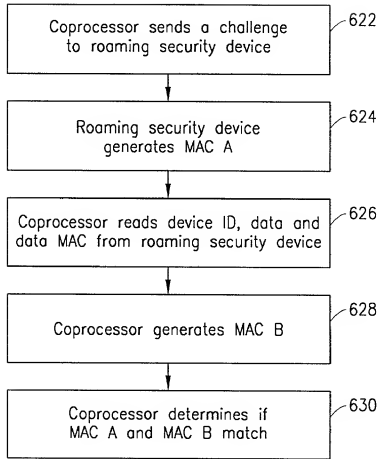 Coprocessor sends a challenge
to roaming security device
622
Roaming security device
generates MAC A
624
Coprocessor reads device ID, data and
data MAC from roaming security device
626
Coprocessor generates MAC B
628
Coprocessor determines if
MAC A and MAC B match
630